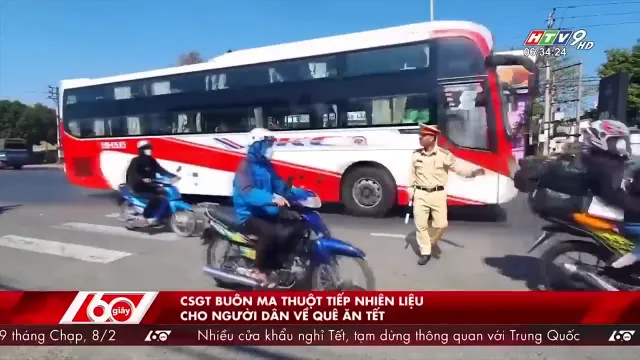 HTV9 HD
06:34:24
60 giây
CSGT BUÔN MA THUỘT TIẾP NHIÊN LIỆU
CHO NGƯỜI DÂN VỀ QUÊ ĂN TẾT
9 tháng Chạp, 8/2
Nhiều cửa khẩu nghỉ Tết, tạm dừng thông quan với Trung Quốc